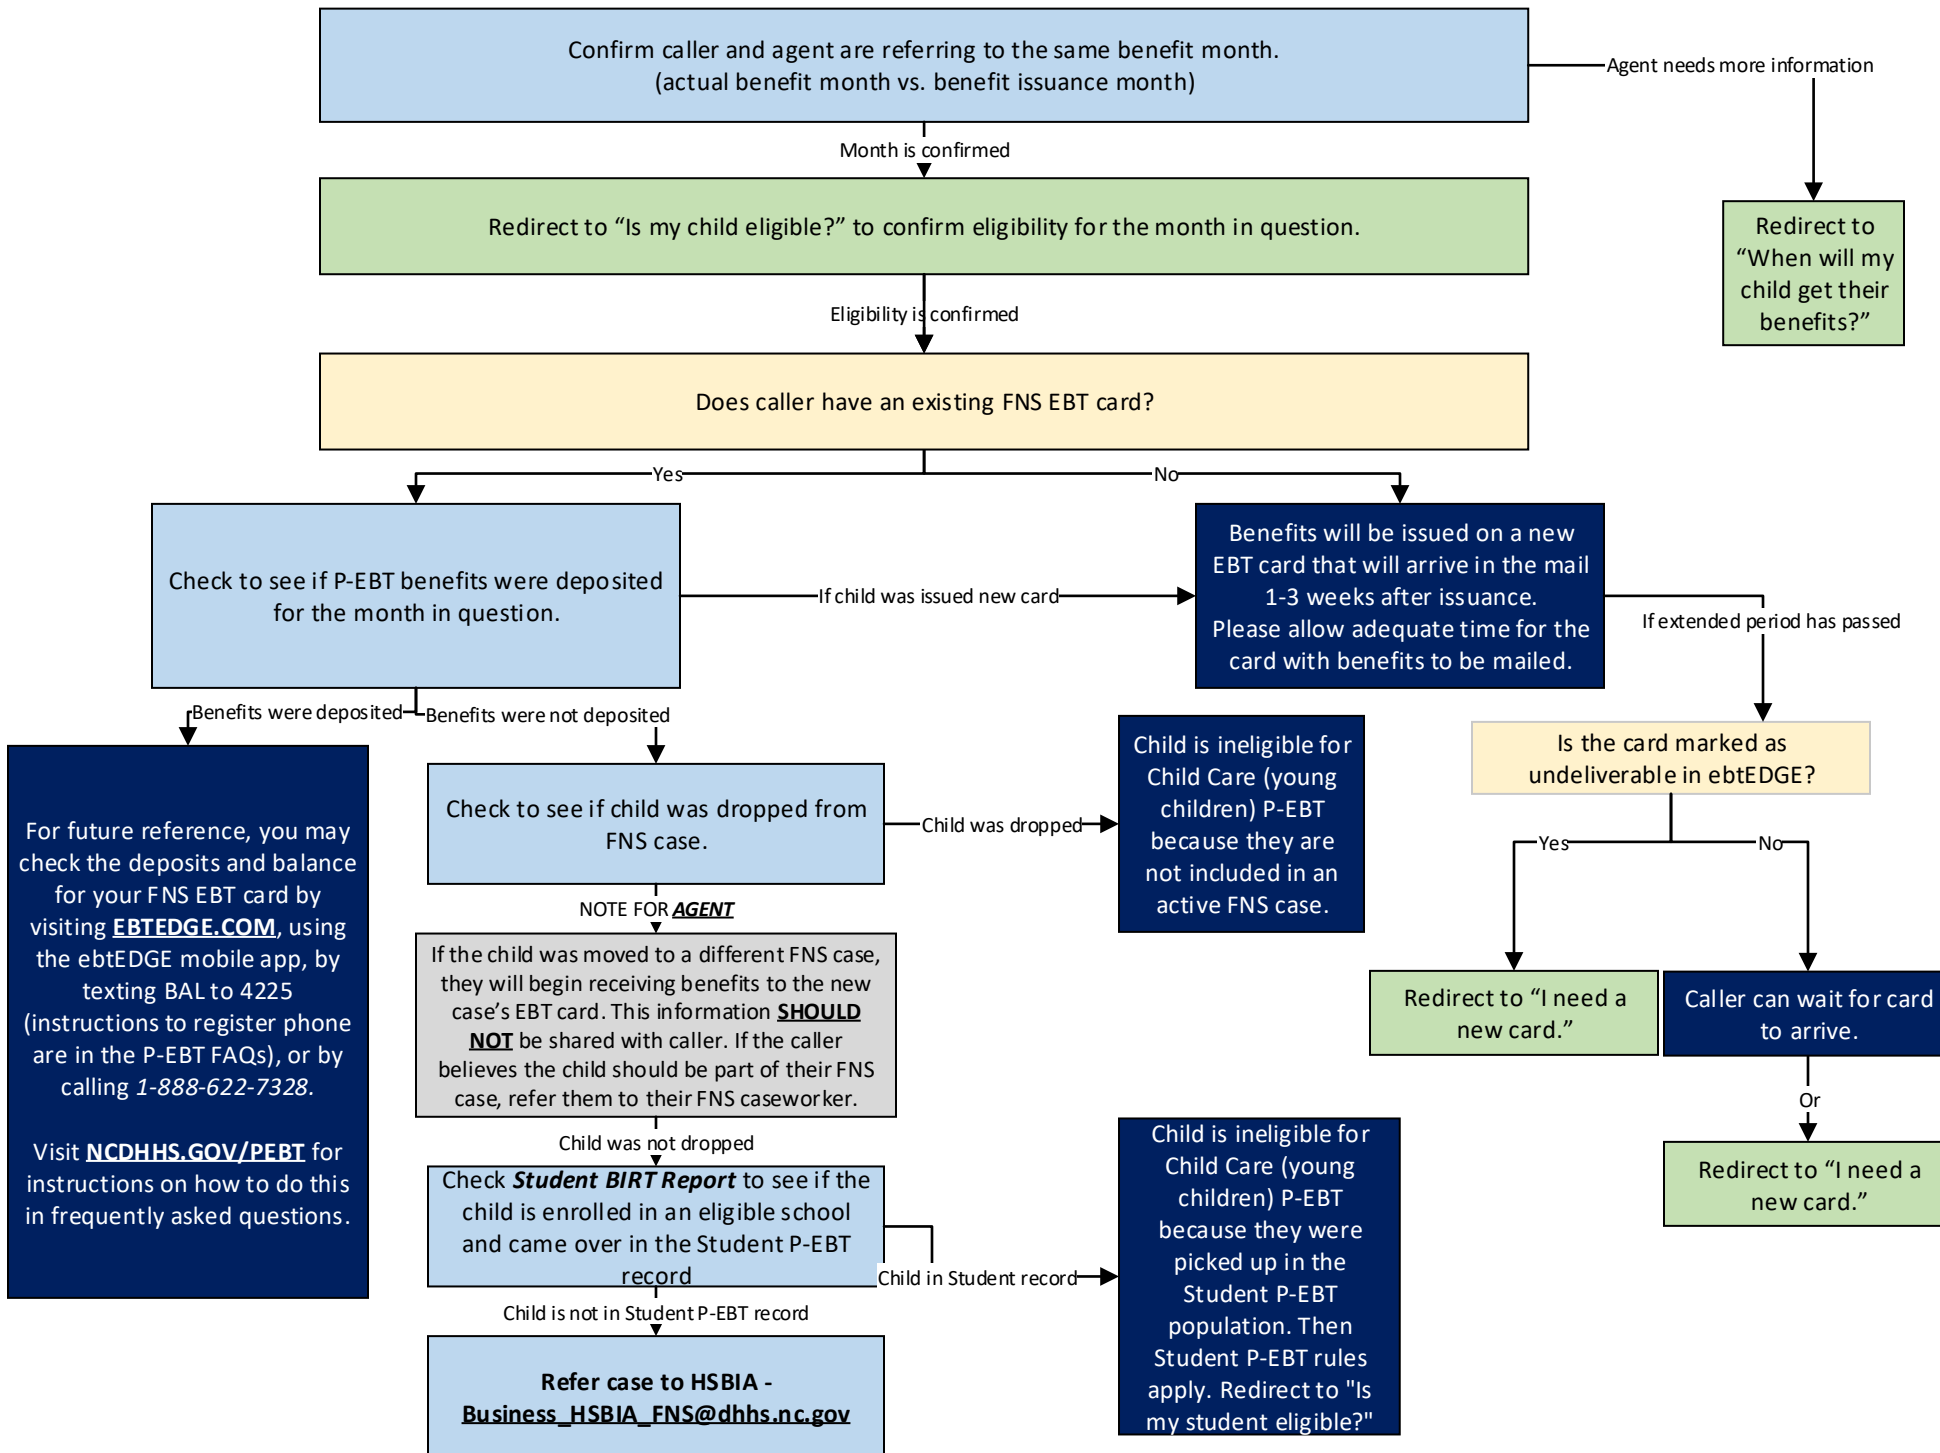 Confirm caller and agent are referring to the same benefit month.
(actual benefit month vs. benefit issuance month)
Agent needs more information
Month is confirmed
Redirect to “Is my child eligible?” to confirm eligibility for the month in question.
Redirect to
“When will my
child get their
benefits?”
Eligibility is confirmed
Does caller have an existing FNS EBT card?
Yes
No
Check to see if P-EBT benefits were deposited
for the month in question.
If child was issued new card
Benefits will be issued on a new
EBT card that will arrive in the mail
1-3 weeks after issuance.
Please allow adequate time for the
card with benefits to be mailed.
If extended period has passed
Benefits were deposited
Benefits were not deposited
For future reference, you may
check the deposits and balance
for your FNS EBT card by
visiting EBTEDGE.COM, using
the ebtEDGE mobile app, by
texting BAL to 4225
(instructions to register phone
are in the P-EBT FAQs), or by
calling 1-888-622-7328.
Visit NCDHHS.GOV/PEBT for
instructions on how to do this
in frequently asked questions.
Check to see if child was dropped from
FNS case.
Child was dropped
Child is ineligible for
Child Care (young
children) P-EBT
because they are
not included in an
active FNS case.
Is the card marked as
undeliverable in ebtEDGE?
Yes
No
Redirect to “I need a
new card.”
Caller can wait for card
to arrive.
Or
Redirect to “I need a
new card.”
NOTE FOR AGENT
If the child was moved to a different FNS case,
they will begin receiving benefits to the new
case’s EBT card. This information SHOULD
NOT be shared with caller. If the caller
believes the child should be part of their FNS
case, refer them to their FNS caseworker.
Child was not dropped
Check Student BIRT Report to see if the
child is enrolled in an eligible school
and came over in the Student P-EBT
record
Child in Student record
Child is ineligible for
Child Care (young
children) P-EBT
because they were
picked up in the
Student P-EBT
population. Then
Student P-EBT rules
apply. Redirect to "Is
my student eligible?"
Child is not in Student P-EBT record
Refer case to HSBIA -
Business_HSBIA_FNS@dhhs.nc.gov